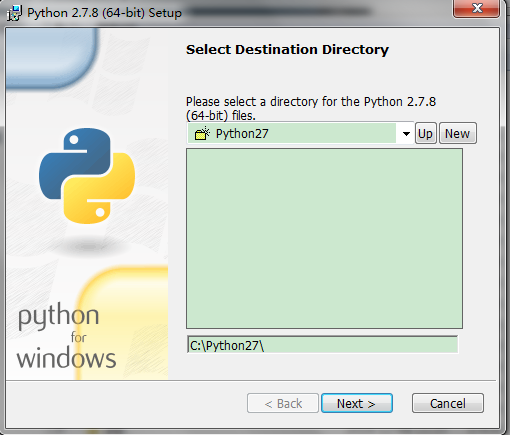 Python 2.7.8 (64-bit) Setup
Select Destination Directory
Please select a directory for the Python 2.7.8
(64-bit) files.
Python27
Up
New
C:\Python27\
python
for
windows
< Back
Next >
Cancel